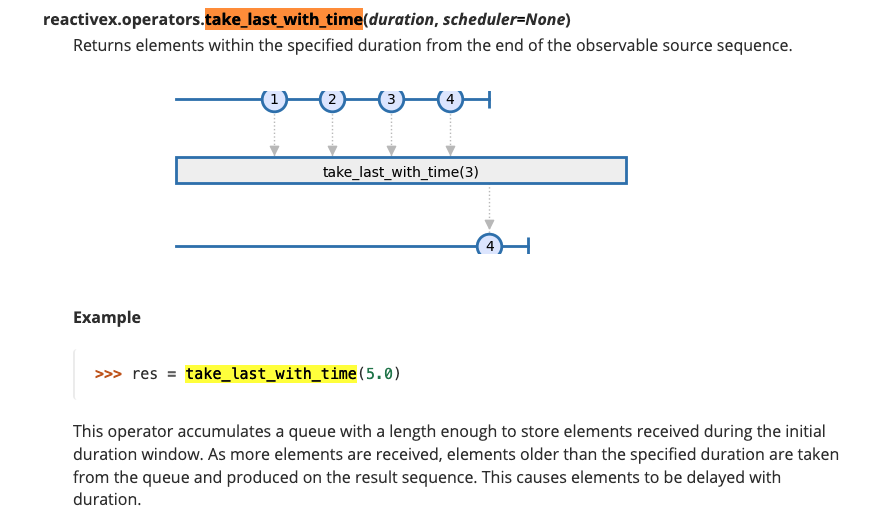 reactivex.operators.take_last_with_time(duration, scheduler=None)
Returns elements within the specified duration from the end of the observable source sequence.
1 2 3 4
take_last_with_time(3)
4
Example
>>> res = take_last_with_time(5.0)
This operator accumulates a queue with a length enough to store elements received during the initial
duration window. As more elements are received, elements older than the specified duration are taken
from the queue and produced on the result sequence. This causes elements to be delayed with
duration.